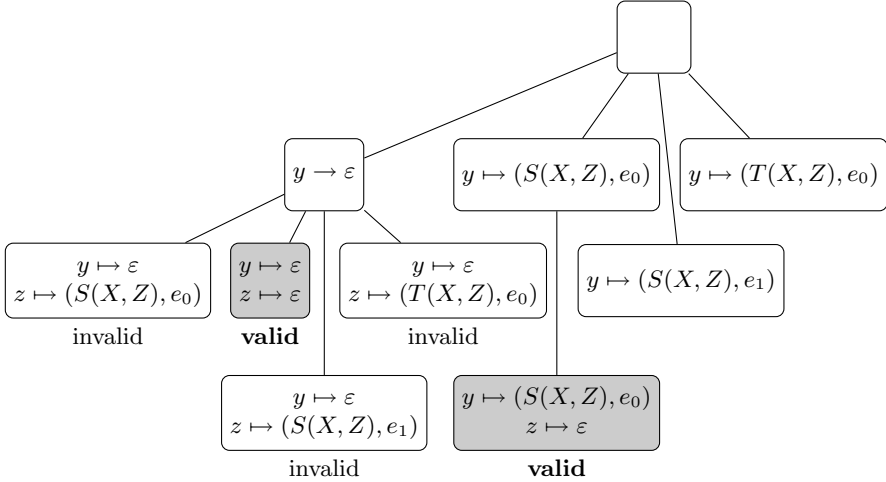 y → ε
y ↦ (S(X, Z), e₀)
y ↦ (T(X, Z), e₀)
y ↦ ε
z ↦ (S(X, Z), e₀)
invalid
y ↦ ε
z ↦ ε
valid
y ↦ ε
z ↦ (T(X, Z), e₀)
invalid
y ↦ (S(X, Z), e₁)
y ↦ ε
z ↦ (S(X, Z), e₁)
invalid
y ↦ (S(X, Z), e₀)
z ↦ ε
valid